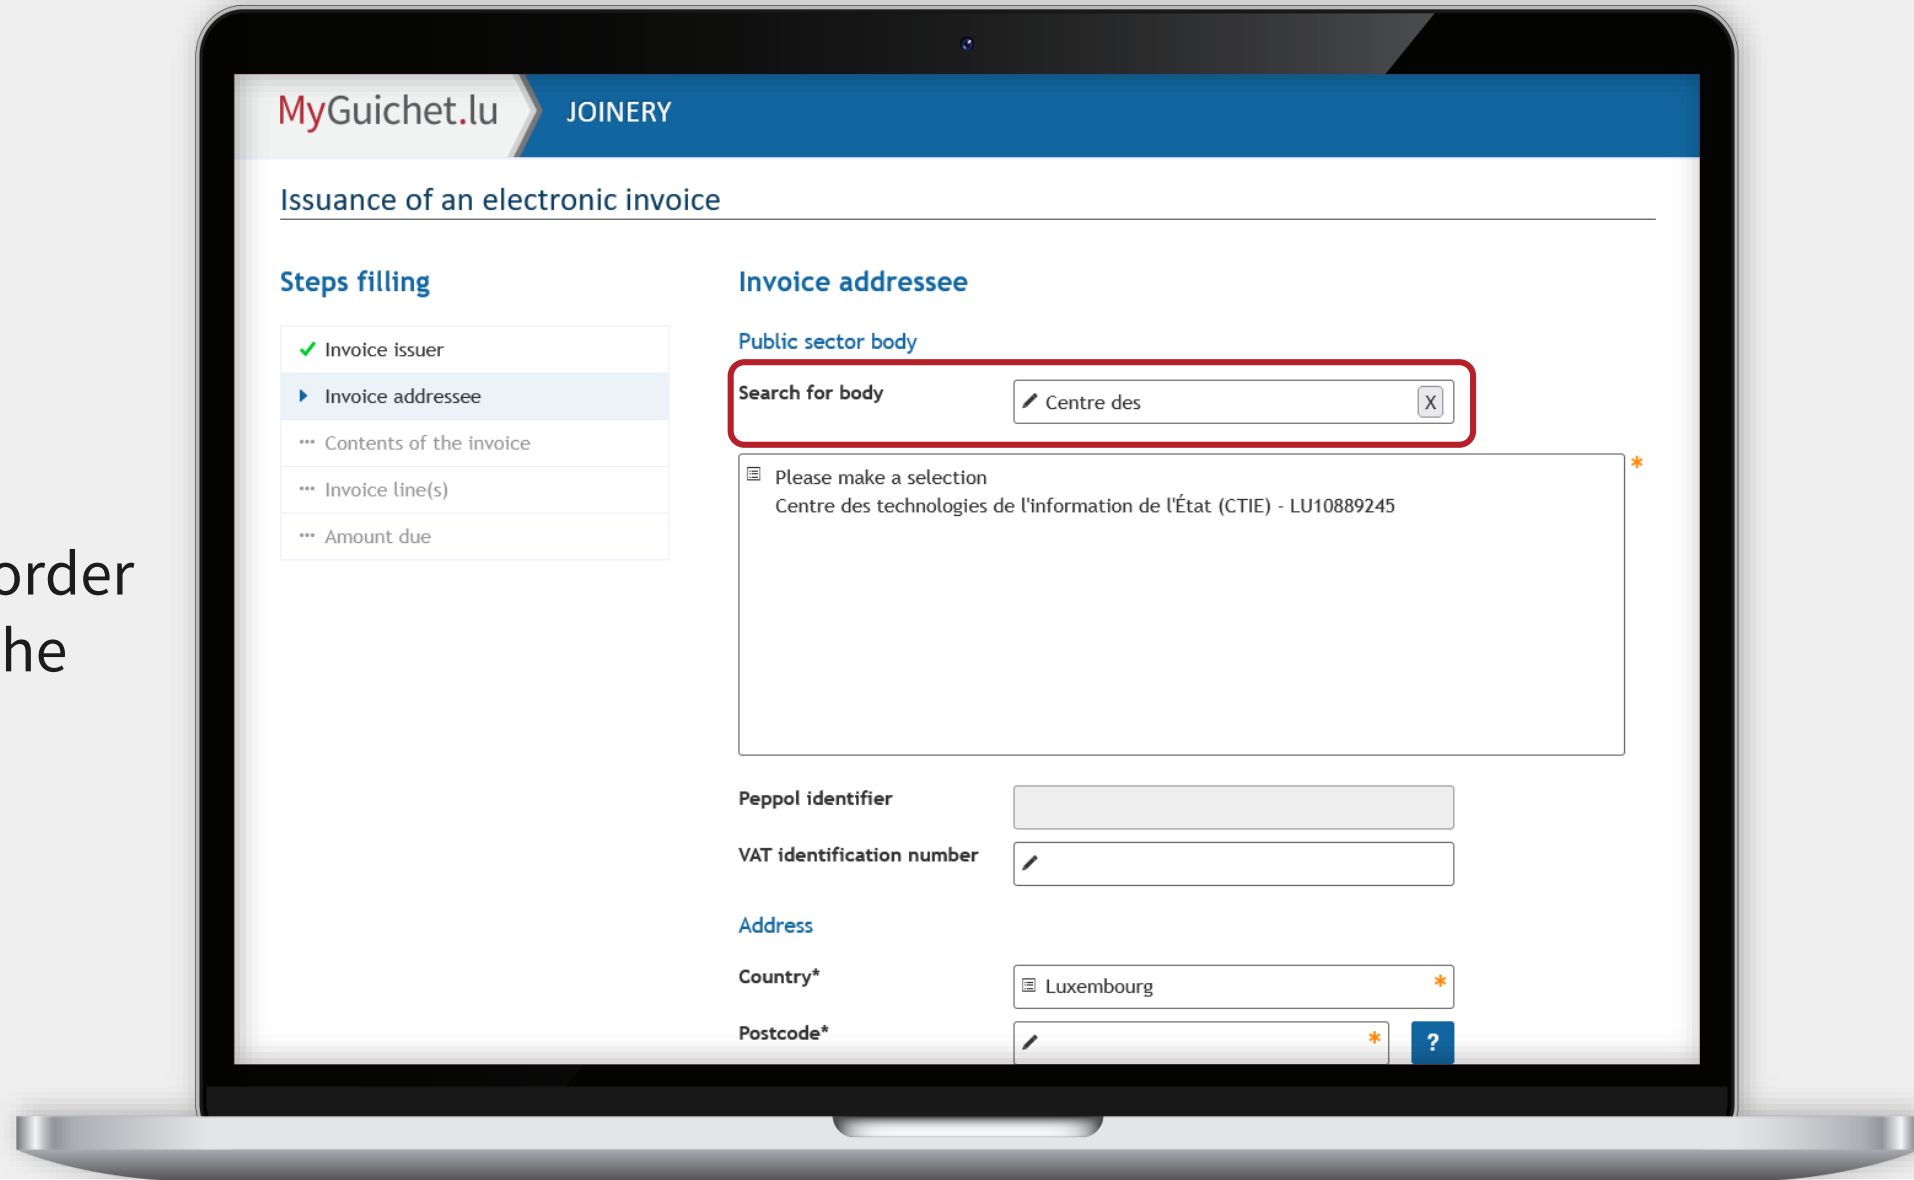 MyGuichet.lu
JOINERY
Issuance of an electronic invoice
Steps filling
Invoice issuer
Invoice addressee
Contents of the invoice
Invoice line(s)
Amount due
Invoice addressee
Public sector body
Search for body
Centre des
X
Please make a selection
*
Centre des technologies de l'information de l'État (CTIE) - LU10889245
Peppol identifier
VAT identification number
Address
Country*
Luxembourg
*
Postcode*
*
?
order
he